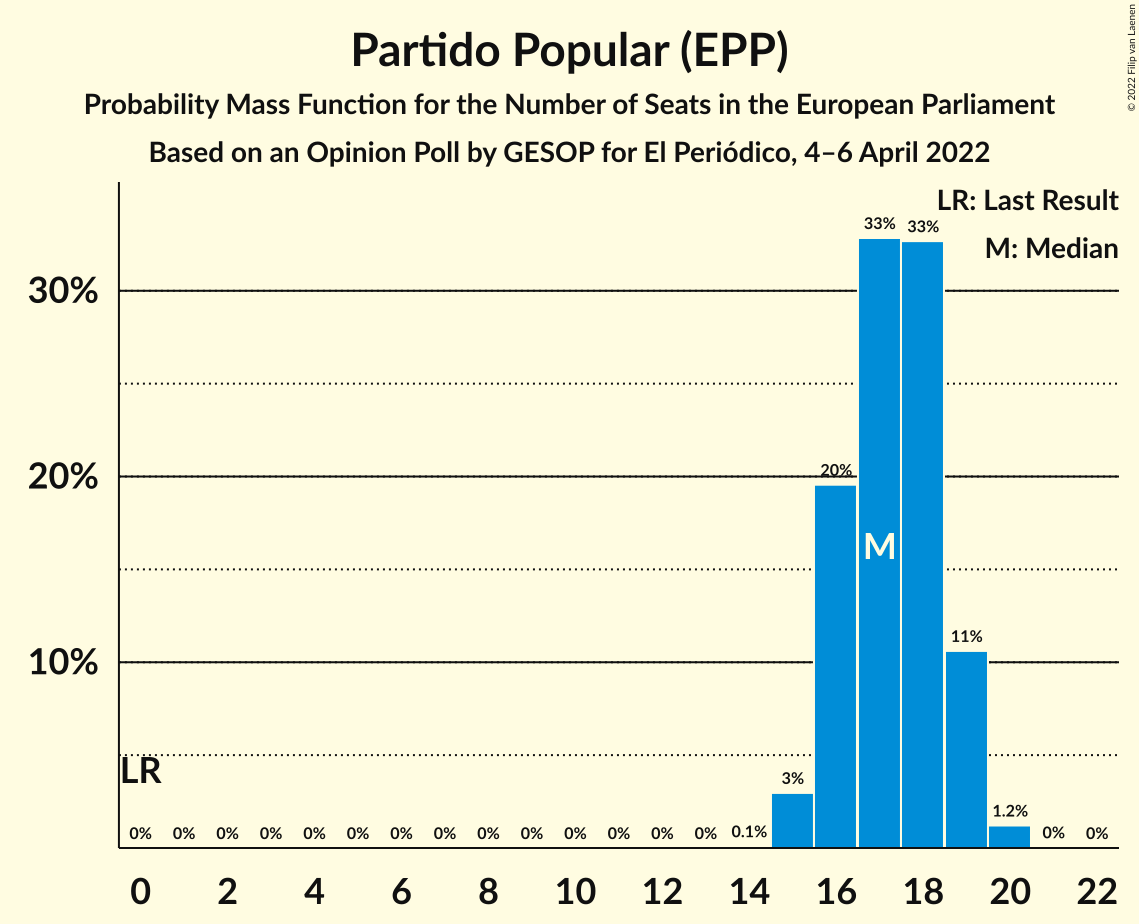 Partido Popular (EPP)
Probability Mass Function for the Number of Seats in the European Parliament
Based on an Opinion Poll by GESOP for El Periódico, 4–6 April 2022
© 2022 Filip van Laenen
LR: Last Result
M: Median
30%
20%
10%
33%
33%
20%
M
11%
LR
3%
1.2%
0% 0% 0% 0% 0% 0% 0% 0% 0% 0% 0% 0% 0% 0% 0.1% 0% 0%
0 2 4 6 8 10 12 14 16 18 20 22